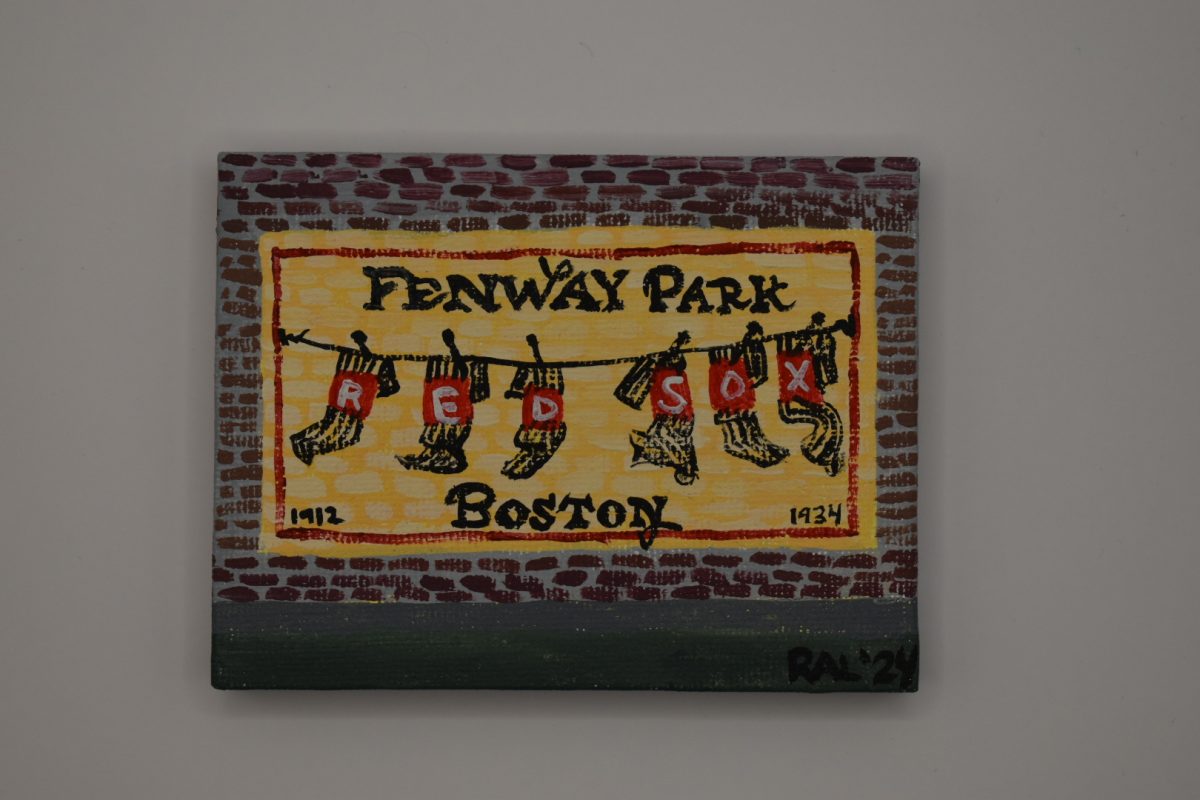 FENWAY PARK
RED SOX
BOSTON
1912 1934
RAL '24